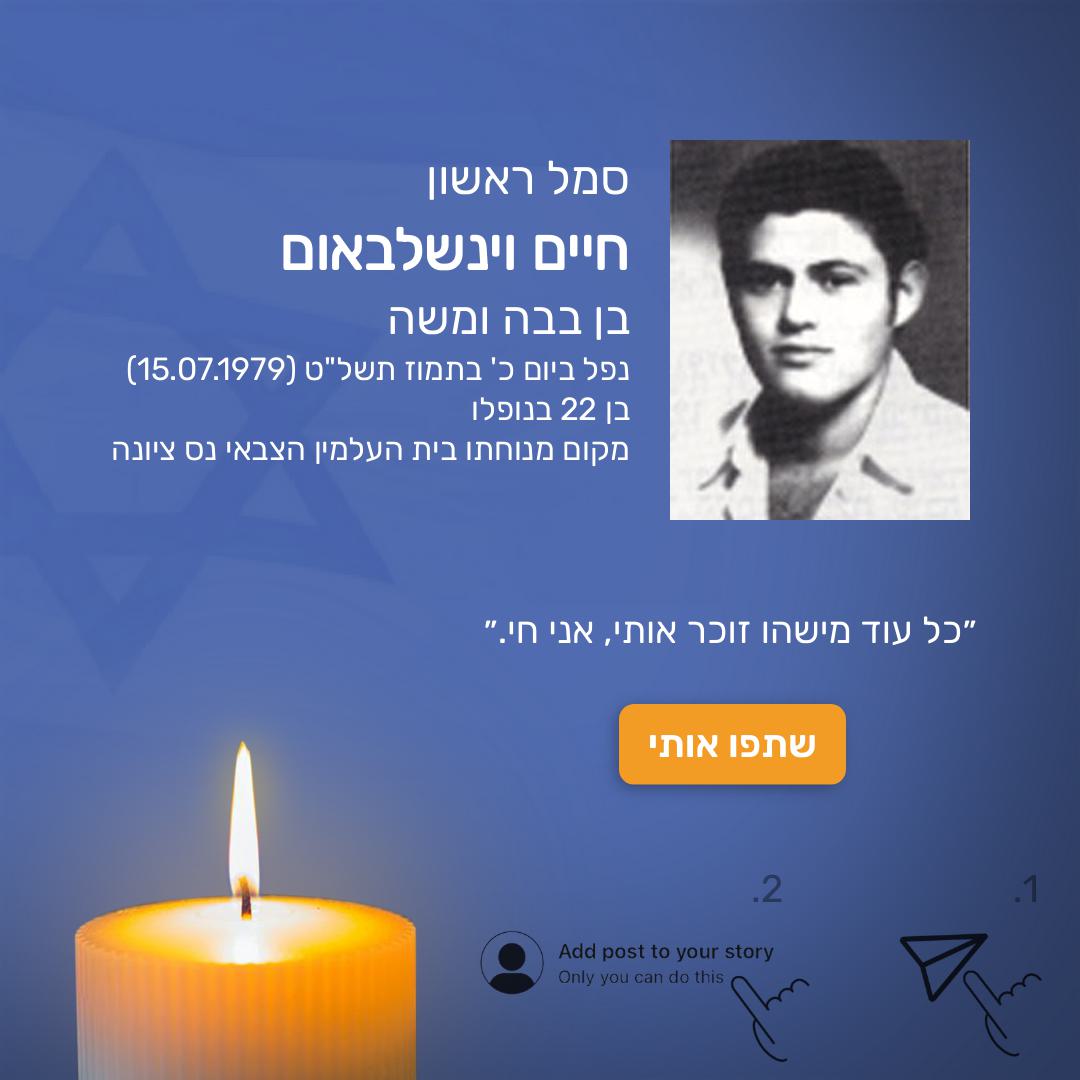 סמל ראשון
חיים וינשלבאום
בן בבה ומשה
נפל ביום כ' בתמוז תשל"ט (15.07.1979)
בן 22 בנופלו
מקום מנוחתו בית העלמין הצבאי נס ציונה
״כל עוד מישהו זוכר אותי, אני חי.״
שתפו אותי
.1
.2
Add post to your story
Only you can do this